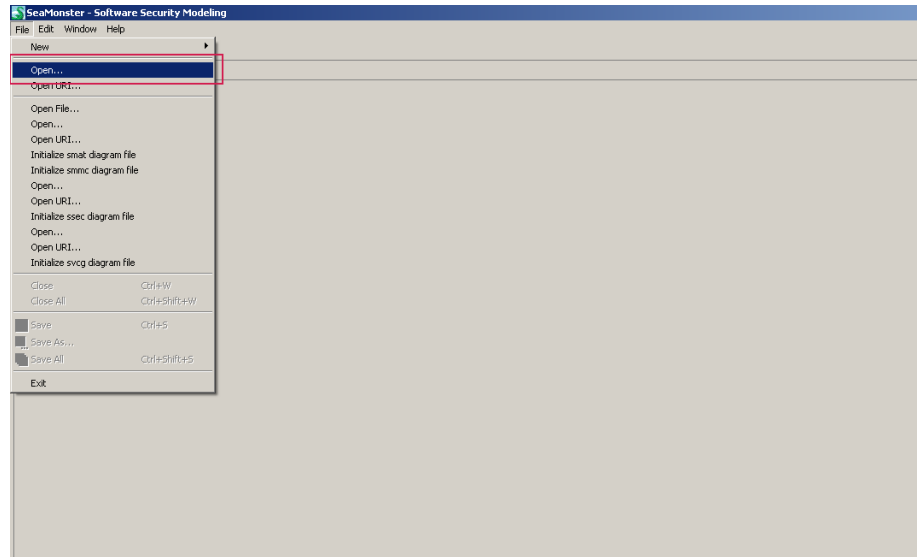 SeaMonster - Software Security Modeling
File Edit Window Help
New
Open...
Open URI...
Open File...
Open...
Open URI...
Initialize smat diagram file
Initialize smmc diagram file
Open...
Open URI...
Initialize ssec diagram file
Open...
Open URI...
Initialize svcg diagram file
Close Ctrl+W
Close All Ctrl+Shift+W
Save Ctrl+S
Save As...
Save All Ctrl+Shift+S
Exit